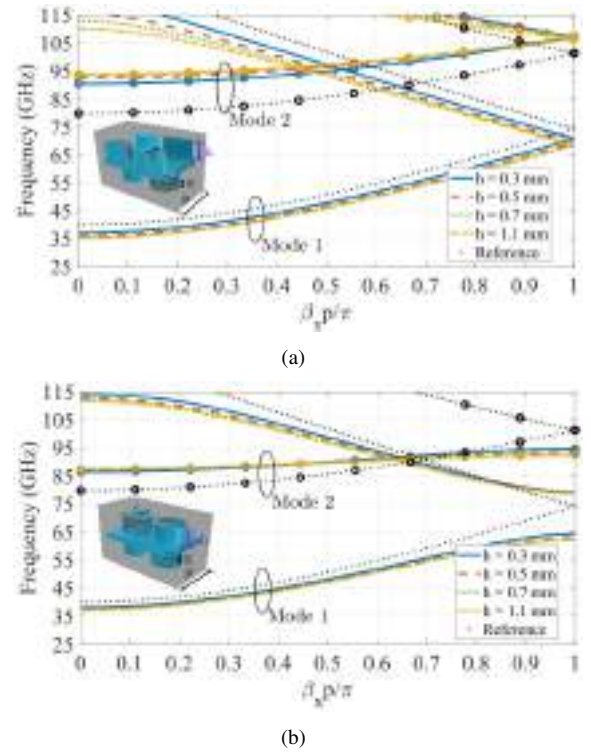 115
105
95
85
75
65
55
45
35
25
Frequency (GHz)
Mode 2
Mode 1
h = 0.3 mm
h = 0.5 mm
h = 0.7 mm
h = 1.1 mm
Reference
0 0.1 0.2 0.3 0.4 0.5 0.6 0.7 0.8 0.9 1
βₓp/π
(a)
115
105
95
85
75
65
55
45
35
25
Frequency (GHz)
Mode 2
Mode 1
h = 0.3 mm
h = 0.5 mm
h = 0.7 mm
h = 1.1 mm
Reference
0 0.1 0.2 0.3 0.4 0.5 0.6 0.7 0.8 0.9 1
βₓp/π
(b)